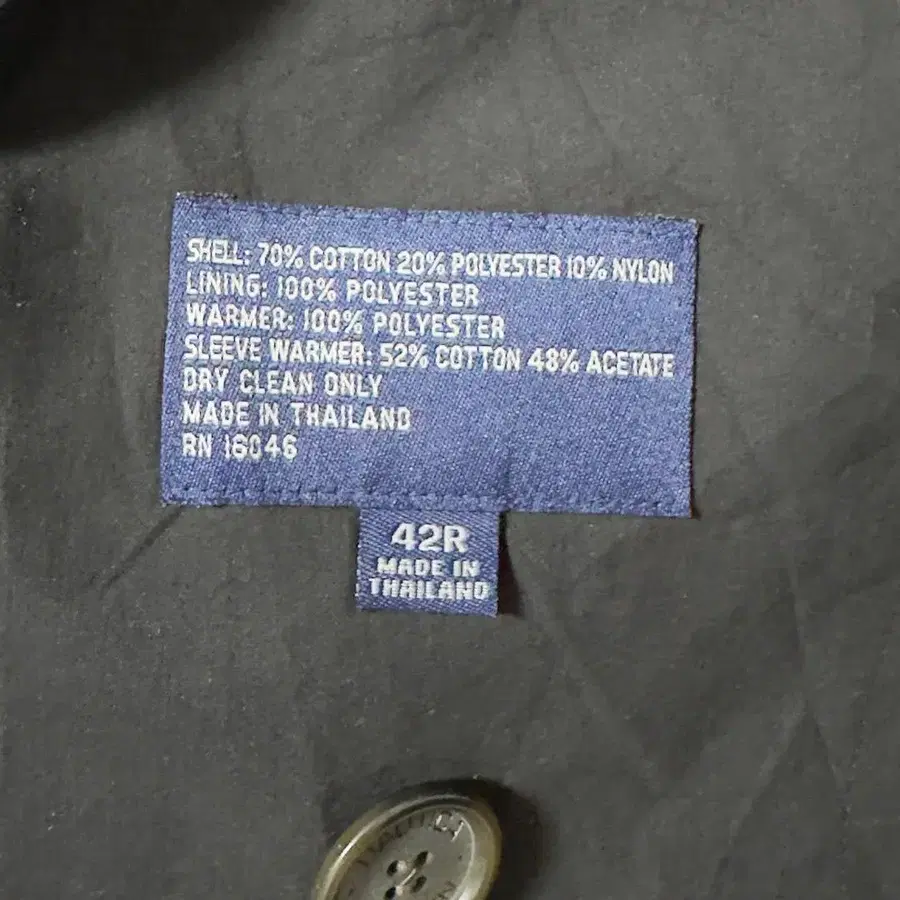 SHELL: 70% COTTON 20% POLYESTER 10% NYLON
LINING: 100% POLYESTER
WARMER: 100% POLYESTER
SLEEVE WARMER: 52% COTTON 48% ACETATE
DRY CLEAN ONLY
MADE IN THAILAND
RN 16046
42R
MADE IN
THAILAND